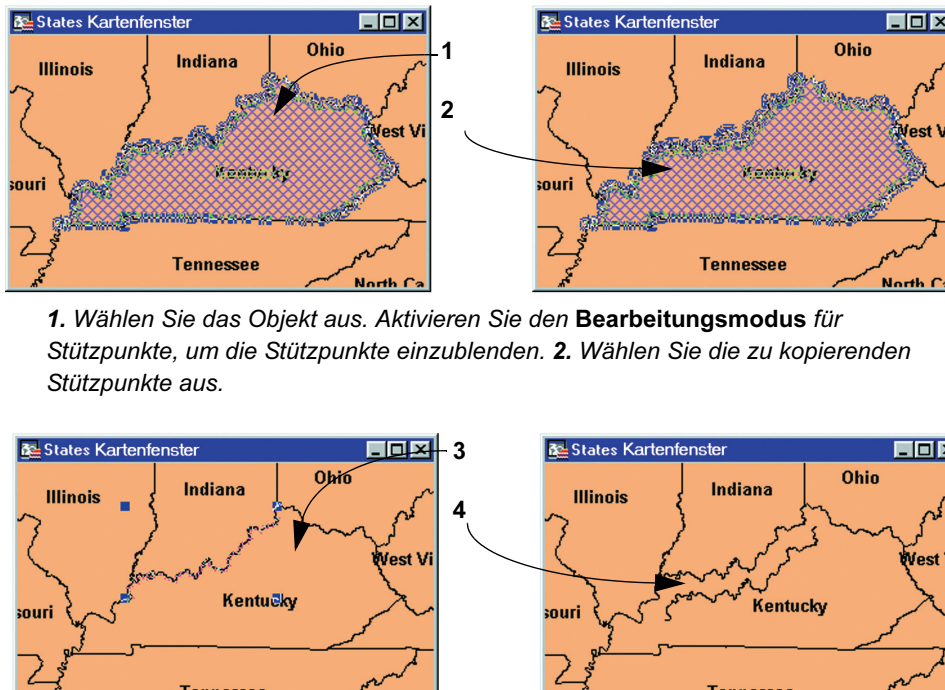 States Kartenfenster
Ohio
Indiana
Illinois
West Vi
Kentucky
souri
Tennessee
North Ca
1
2
States Kartenfenster
Ohio
Indiana
Illinois
West V
Kentucky
souri
Tennessee
North C
1. Wählen Sie das Objekt aus. Aktivieren Sie den Bearbeitungsmodus für
Stützpunkte, um die Stützpunkte einzublenden. 2. Wählen Sie die zu kopierenden
Stützpunkte aus.
States Kartenfenster
Ohio
Indiana
Illinois
West Vi
Kentucky
souri
Tennessee
3
4
States Kartenfenster
Ohio
Indiana
Illinois
West
Kentucky
souri
Tennessee